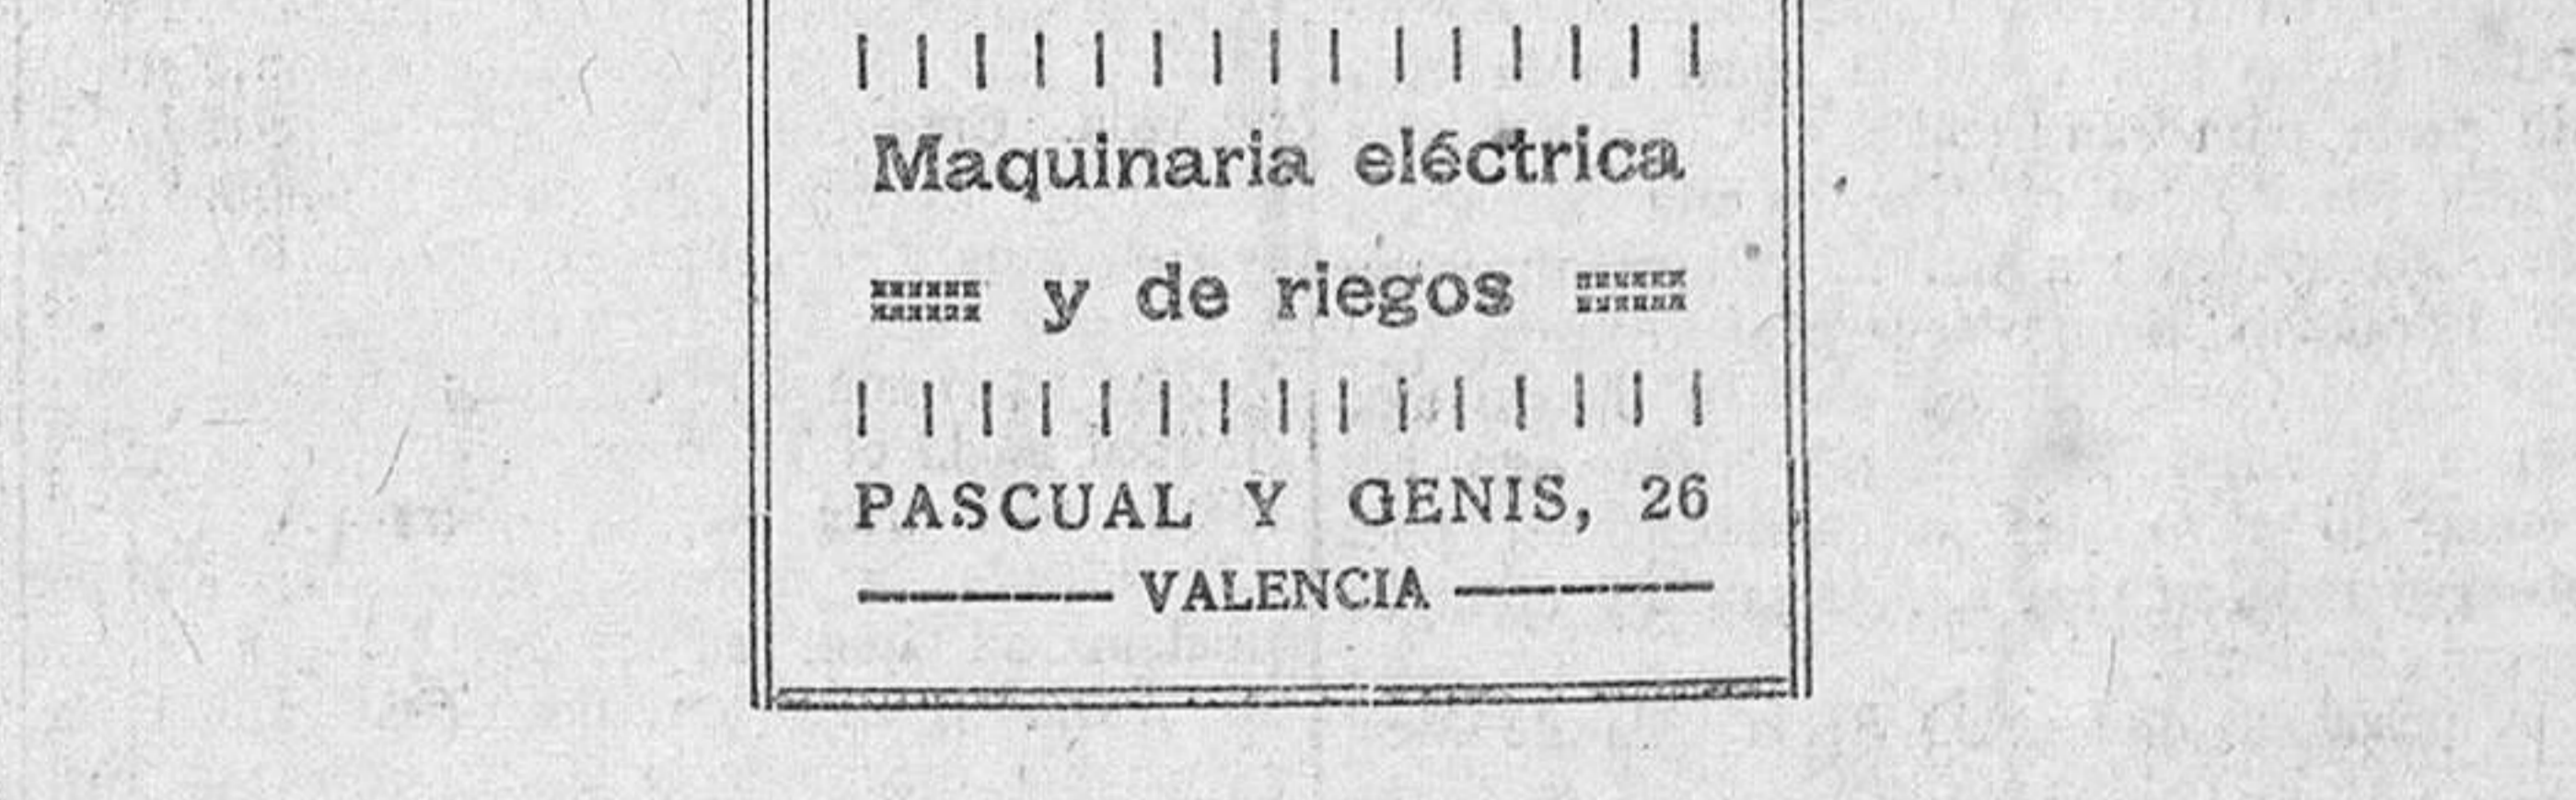 Maquinaria eléctrica
y de riegos
PASCUAL Y GENIS, 26
VALENCIA